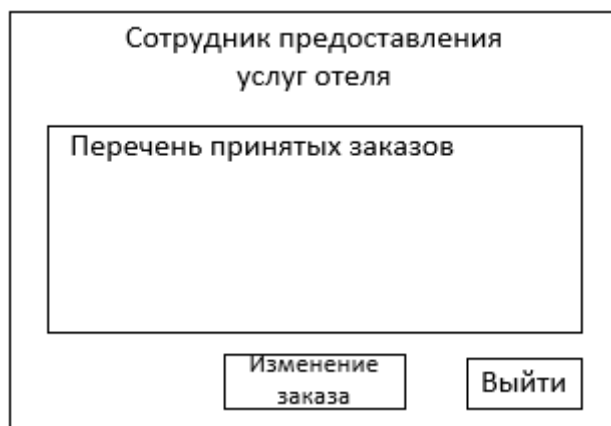 Сотрудник предоставления
услуг отеля
Перечень принятых заказов
Изменение
заказа
Выйти